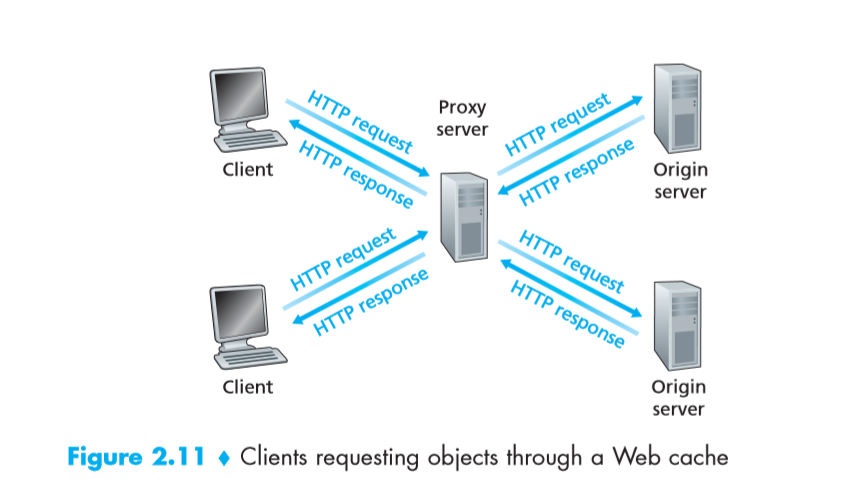 HTTP request
HTTP response
Client
Proxy
server
HTTP request
HTTP response
Origin
server
HTTP request
HTTP response
Client
HTTP request
HTTP response
Origin
server
Figure 2.11 ♦ Clients requesting objects through a Web cache